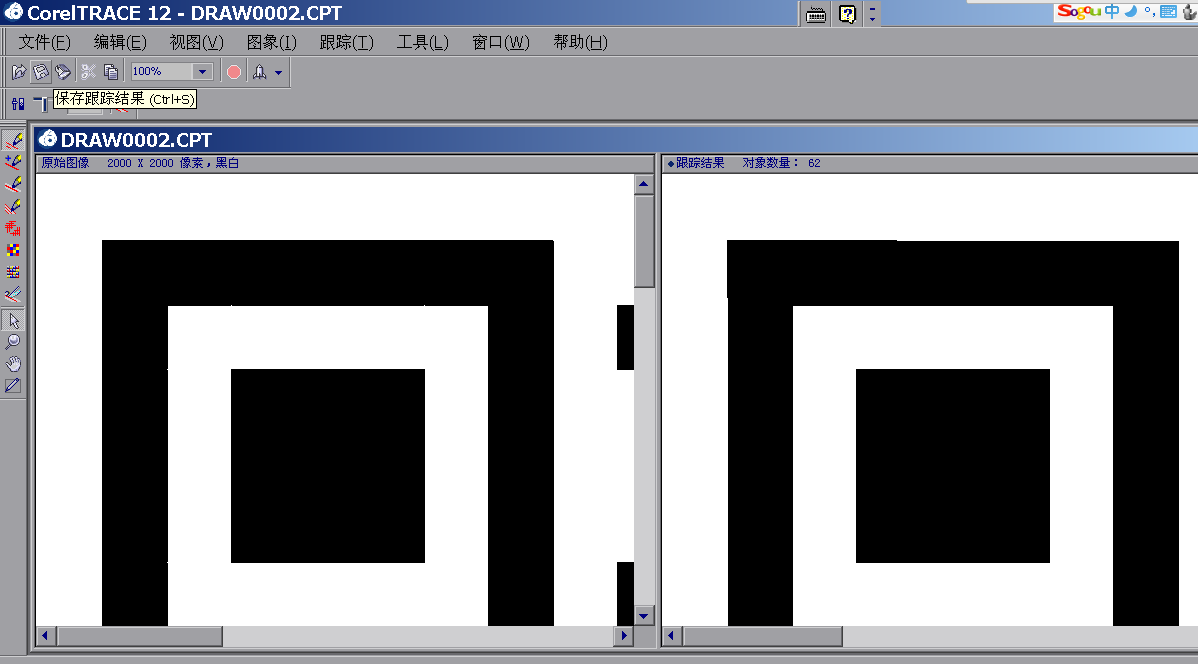 CorelTRACE 12 - DRAW0002.CPT
Sogou 中
文件(F) 编辑(E) 视图(V) 图象(I) 跟踪(T) 工具(L) 窗口(W) 帮助(H)
100%
保存跟踪结果 (Ctrl+S)
DRAW0002.CPT
原始图像 2000 X 2000 像素，黑白
跟踪结果 对象数量： 62